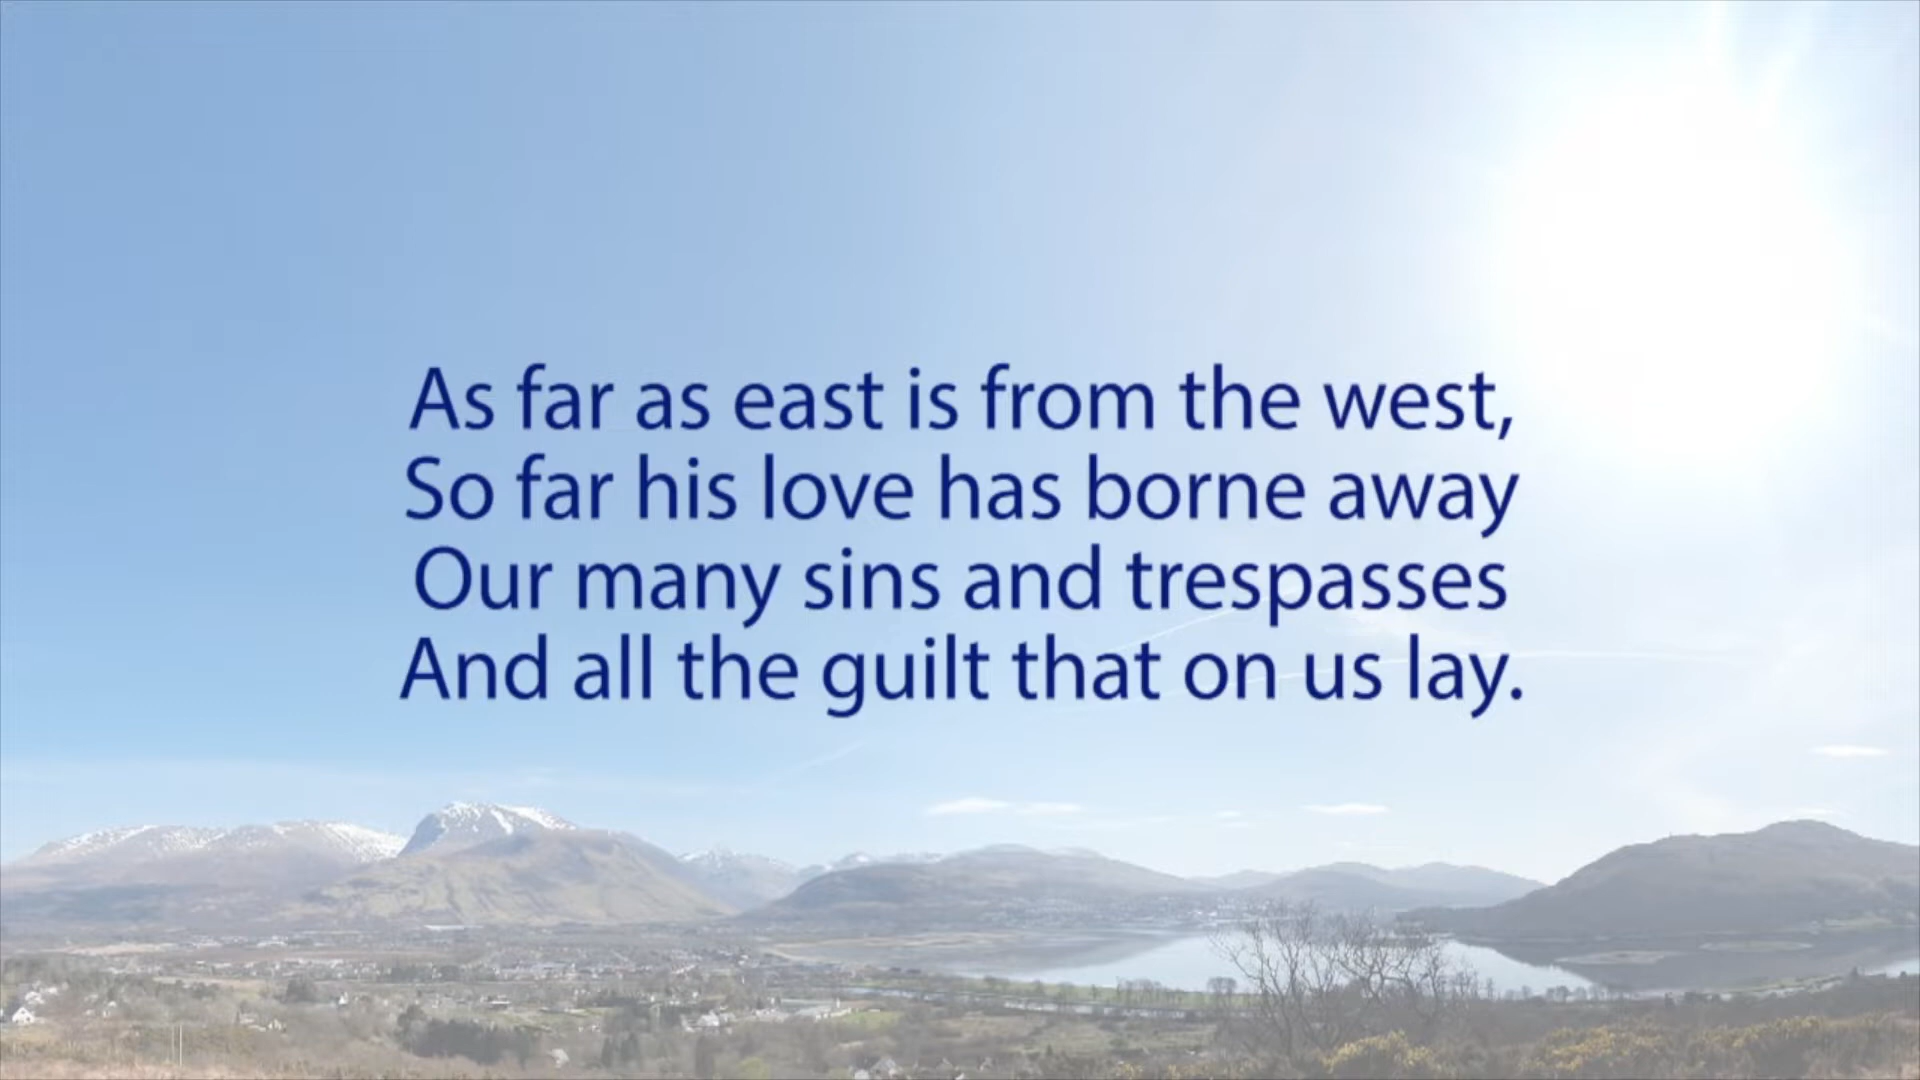 As far as east is from the west,
So far his love has borne away
Our many sins and trespasses
And all the guilt that on us lay.